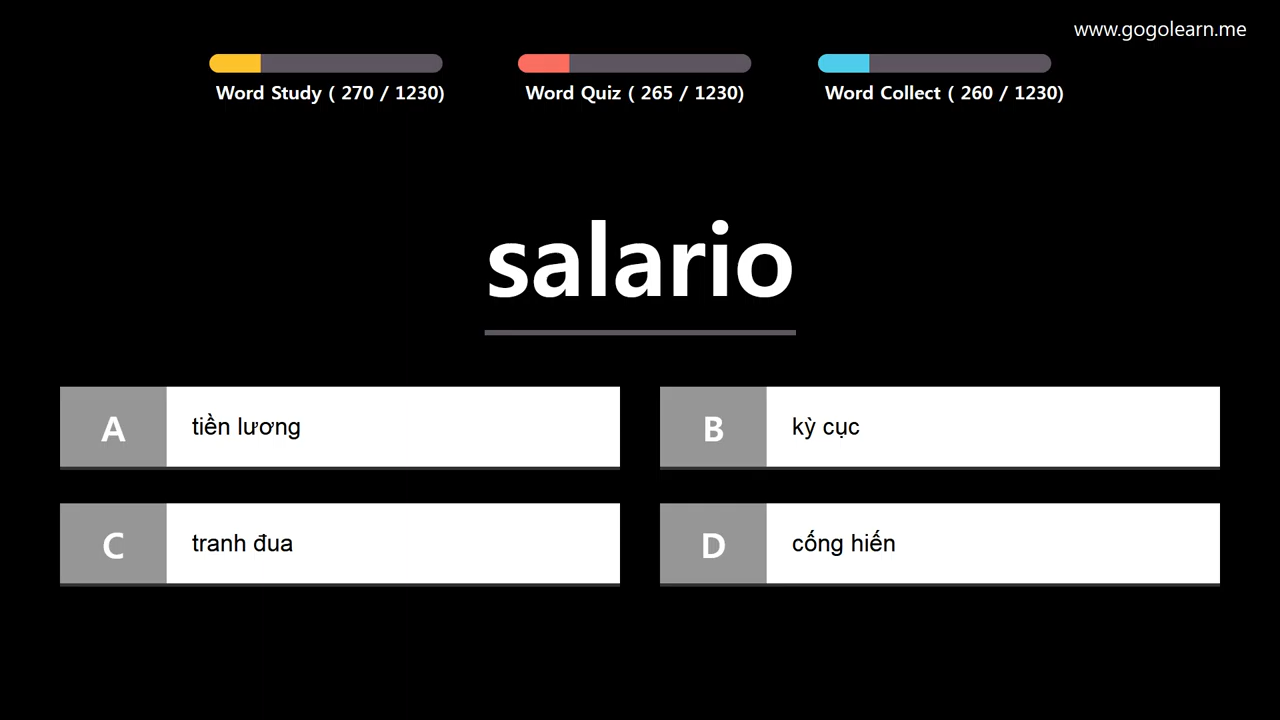 www.gogolearn.me
Word Study ( 270 / 1230)
Word Quiz ( 265 / 1230)
Word Collect ( 260 / 1230)
salario
A tiền lương
B kỳ cục
C tranh đua
D cống hiến